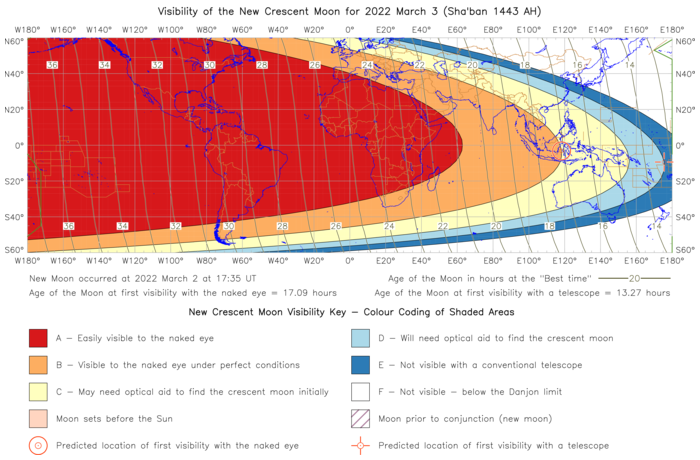 Visibility of the New Crescent Moon for 2022 March 3 (Sha'ban 1443 AH)
W180° W160° W140° W120° W100° W80° W60° W40° W20° E0° E20° E40° E60° E80° E100° E120° E140° E160° E180°
N60° N60°
36 34 32 30 28 26 24 22 20 18 16 14
N40° N40°
N20° N20°
0° 0°
S20° S20°
S40° S40°
36 34 32 30 28 26 24 22 20 18 16 14
S60° S60°
W180° W160° W140° W120° W100° W80° W60° W40° W20° E0° E20° E40° E60° E80° E100° E120° E140° E160° E180°
New Moon occurred at 2022 March 2 at 17:35 UT
Age of the Moon in hours at the "Best time" 20
Age of the Moon at first visibility with the naked eye = 17.09 hours
Age of the Moon at first visibility with a telescope = 13.27 hours
New Crescent Moon Visibility Key – Colour Coding of Shaded Areas
A – Easily visible to the naked eye
D – Will need optical aid to find the crescent moon
B – Visible to the naked eye under perfect conditions
E – Not visible with a conventional telescope
C – May need optical aid to find the crescent moon initially
F – Not visible – below the Danjon limit
Moon sets before the Sun
Moon prior to conjunction (new moon)
Predicted location of first visibility with the naked eye
Predicted location of first visibility with a telescope